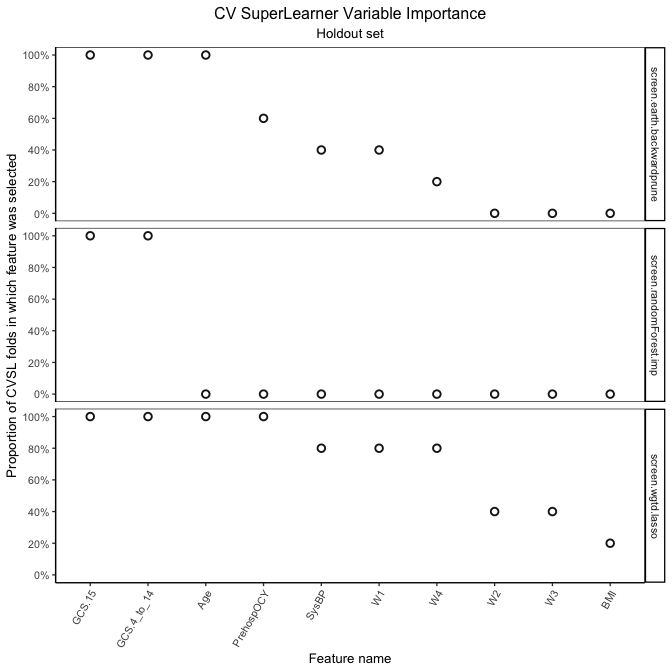 CV SuperLearner Variable Importance
Holdout set
Proportion of CVSL folds in which feature was selected
100%
80%
60%
40%
20%
0%
screen.earth.backwardprune
100%
80%
60%
40%
20%
0%
screen.randomForest.imp
100%
80%
60%
40%
20%
0%
screen.wgtd.lasso
GCS.15
GCS.4_to_14
Age
PrehospOCY
SysBP
W1
W4
W2
W3
BMI
Feature name